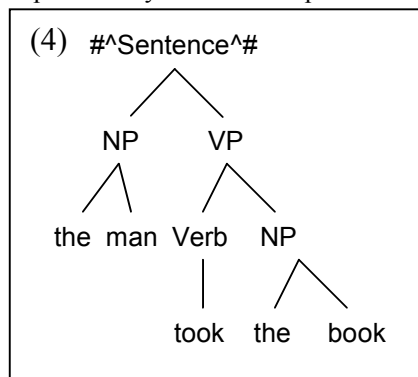 (4) #^Sentence^#
NP VP
the man Verb NP
took the book